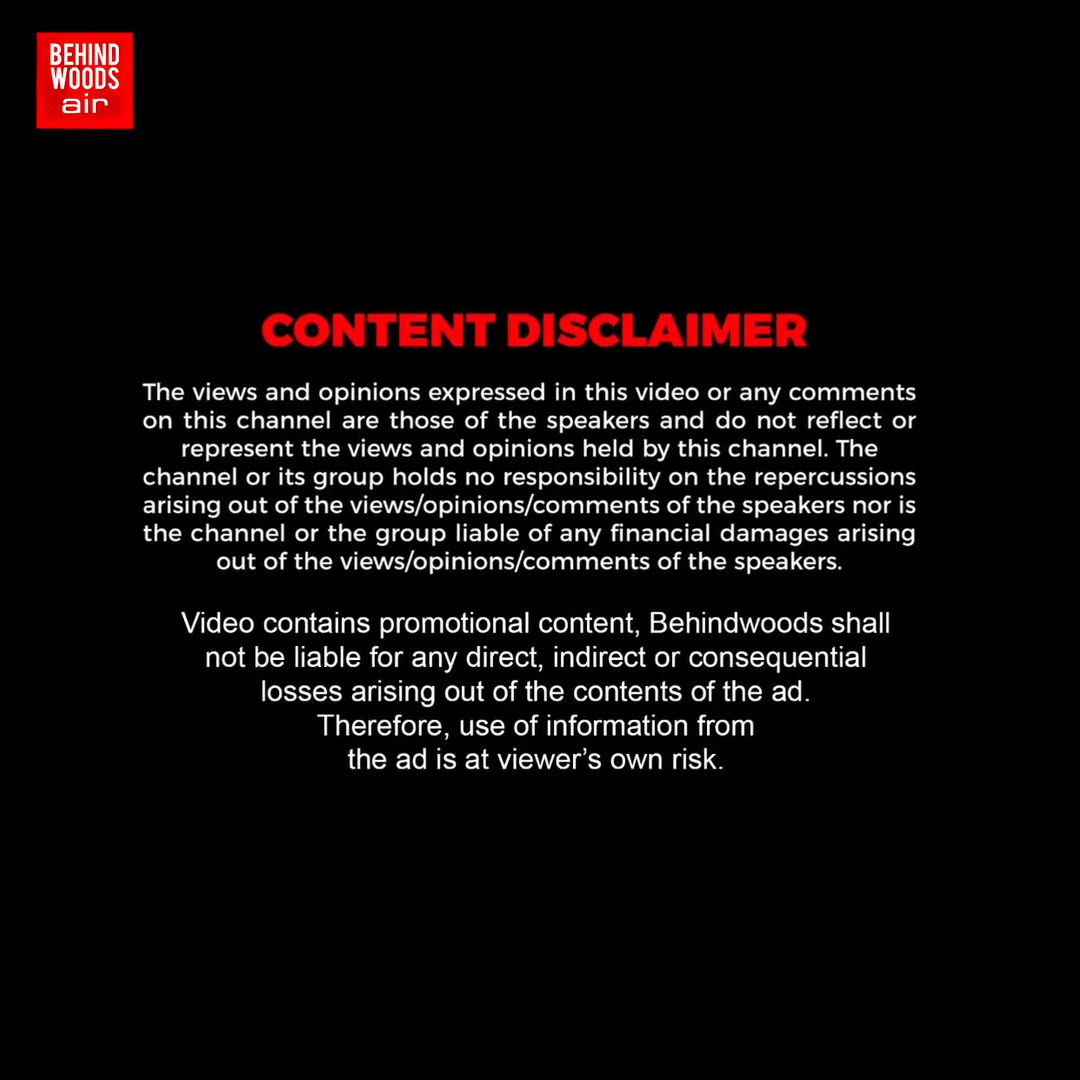 BEHIND
WOODS
air
CONTENT DISCLAIMER
The views and opinions expressed in this video or any comments
on this channel are those of the speakers and do not reflect or
represent the views and opinions held by this channel. The
channel or its group holds no responsibility on the repercussions
arising out of the views/opinions/comments of the speakers nor is
the channel or the group liable of any financial damages arising
out of the views/opinions/comments of the speakers.
Video contains promotional content, Behindwoods shall
not be liable for any direct, indirect or consequential
losses arising out of the contents of the ad.
Therefore, use of information from
the ad is at viewer’s own risk.